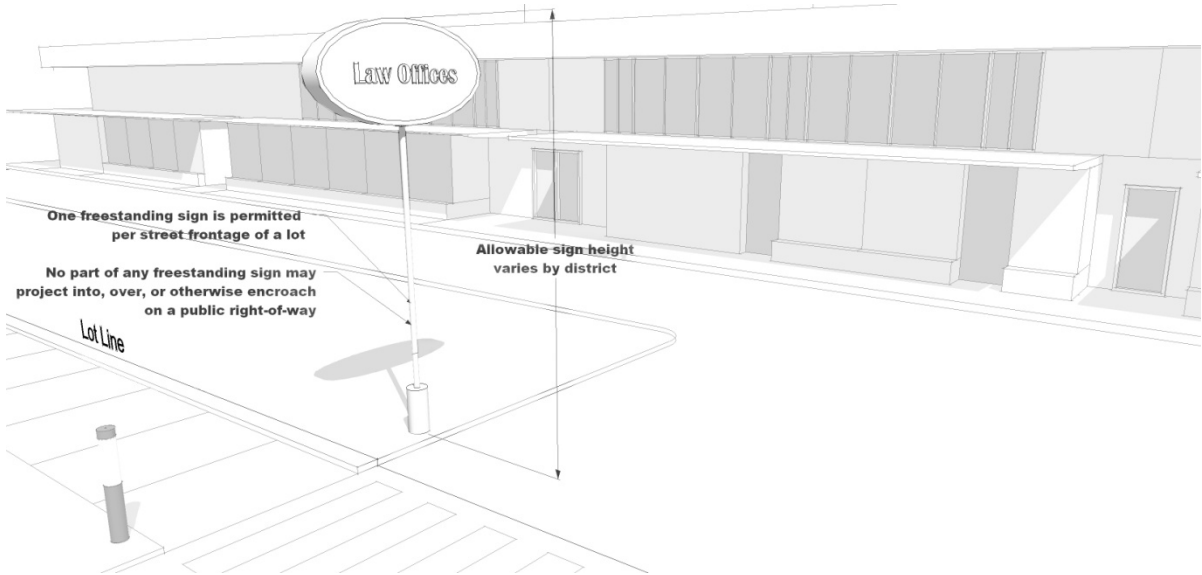 Law Offices
One freestanding sign is permitted
per street frontage of a lot
Allowable sign height
varies by district
No part of any freestanding sign may
project into, over, or otherwise encroach
on a public right-of-way
Lot Line